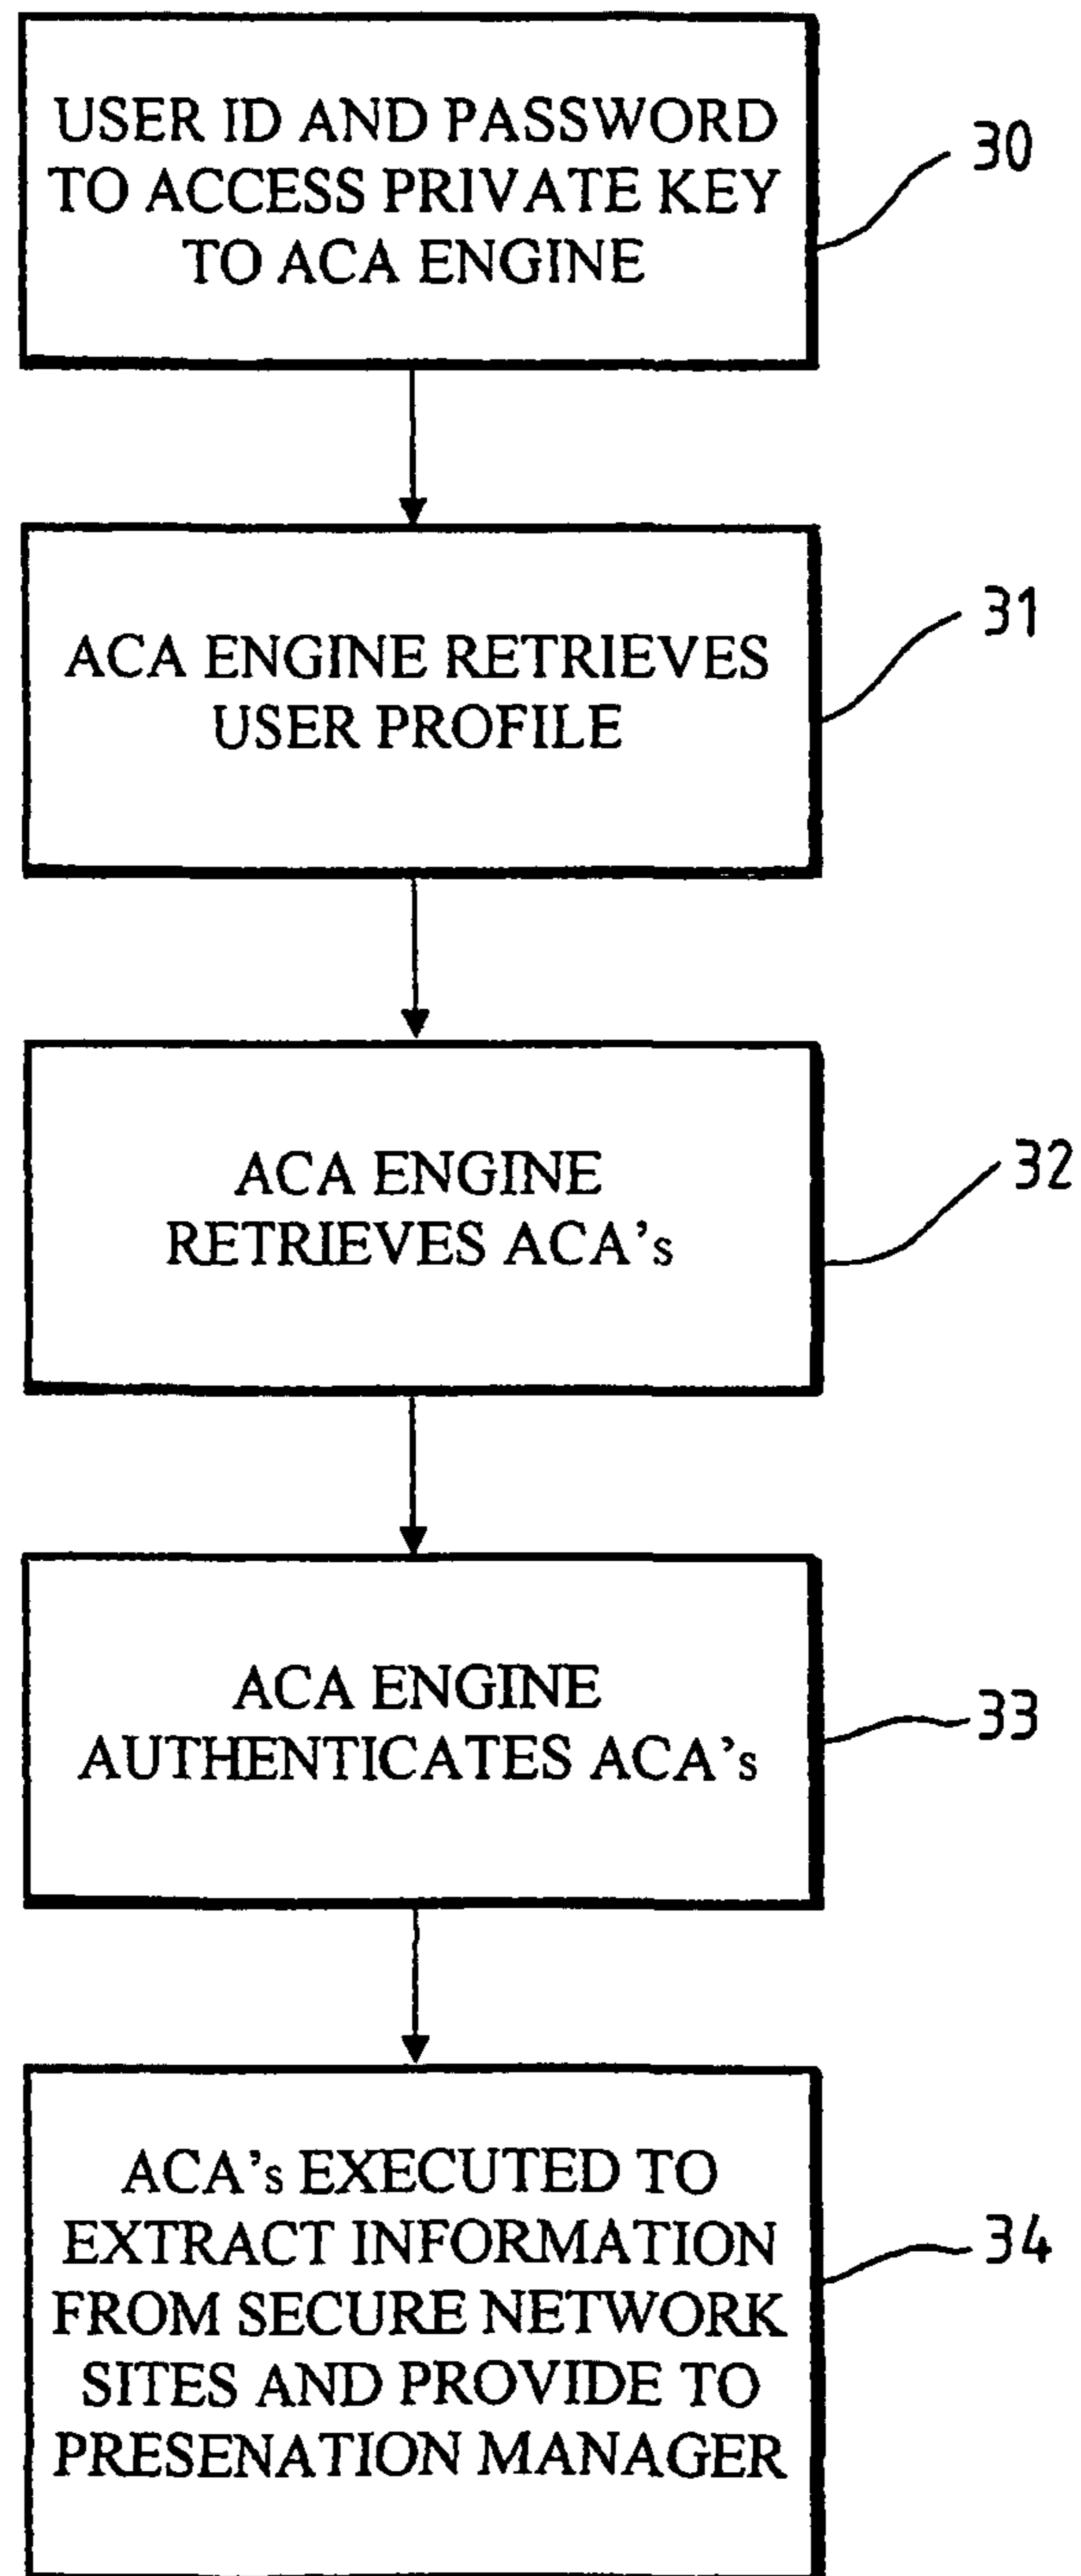 USER ID AND PASSWORD
TO ACCESS PRIVATE KEY
TO ACA ENGINE
30
ACA ENGINE RETRIEVES
USER PROFILE
31
ACA ENGINE
RETRIEVES ACA's
32
ACA ENGINE
AUTHENTICATES ACA's
33
ACA's EXECUTED TO
EXTRACT INFORMATION
FROM SECURE NETWORK
SITES AND PROVIDE TO
PRESENATION MANAGER
34